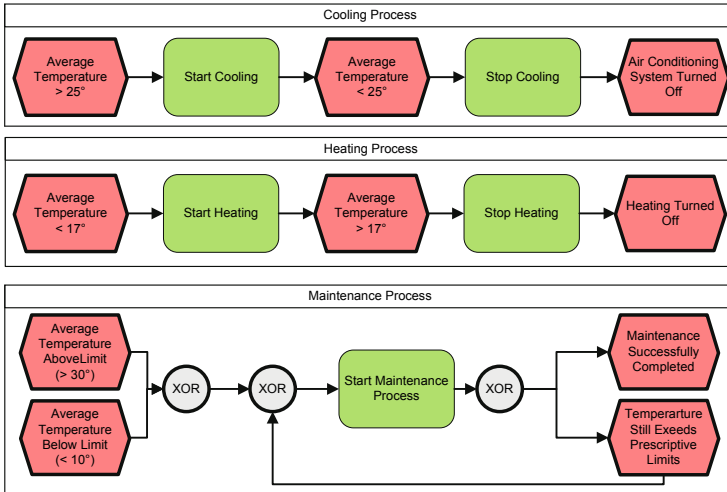 Cooling Process
Average
Temperature
> 25°
Start Cooling
Average
Temperature
< 25°
Stop Cooling
Air Conditioning
System Turned
Off
Heating Process
Average
Temperature
< 17°
Start Heating
Average
Temperature
> 17°
Stop Heating
Heating Turned
Off
Maintenance Process
Average
Temperature
AboveLimit
(> 30°)
Average
Temperature
Below Limit
(< 10°)
XOR
XOR
Start Maintenance
Process
XOR
Maintenance
Successfully
Completed
Temperarture
Still Exeeds
Prescriptive
Limits